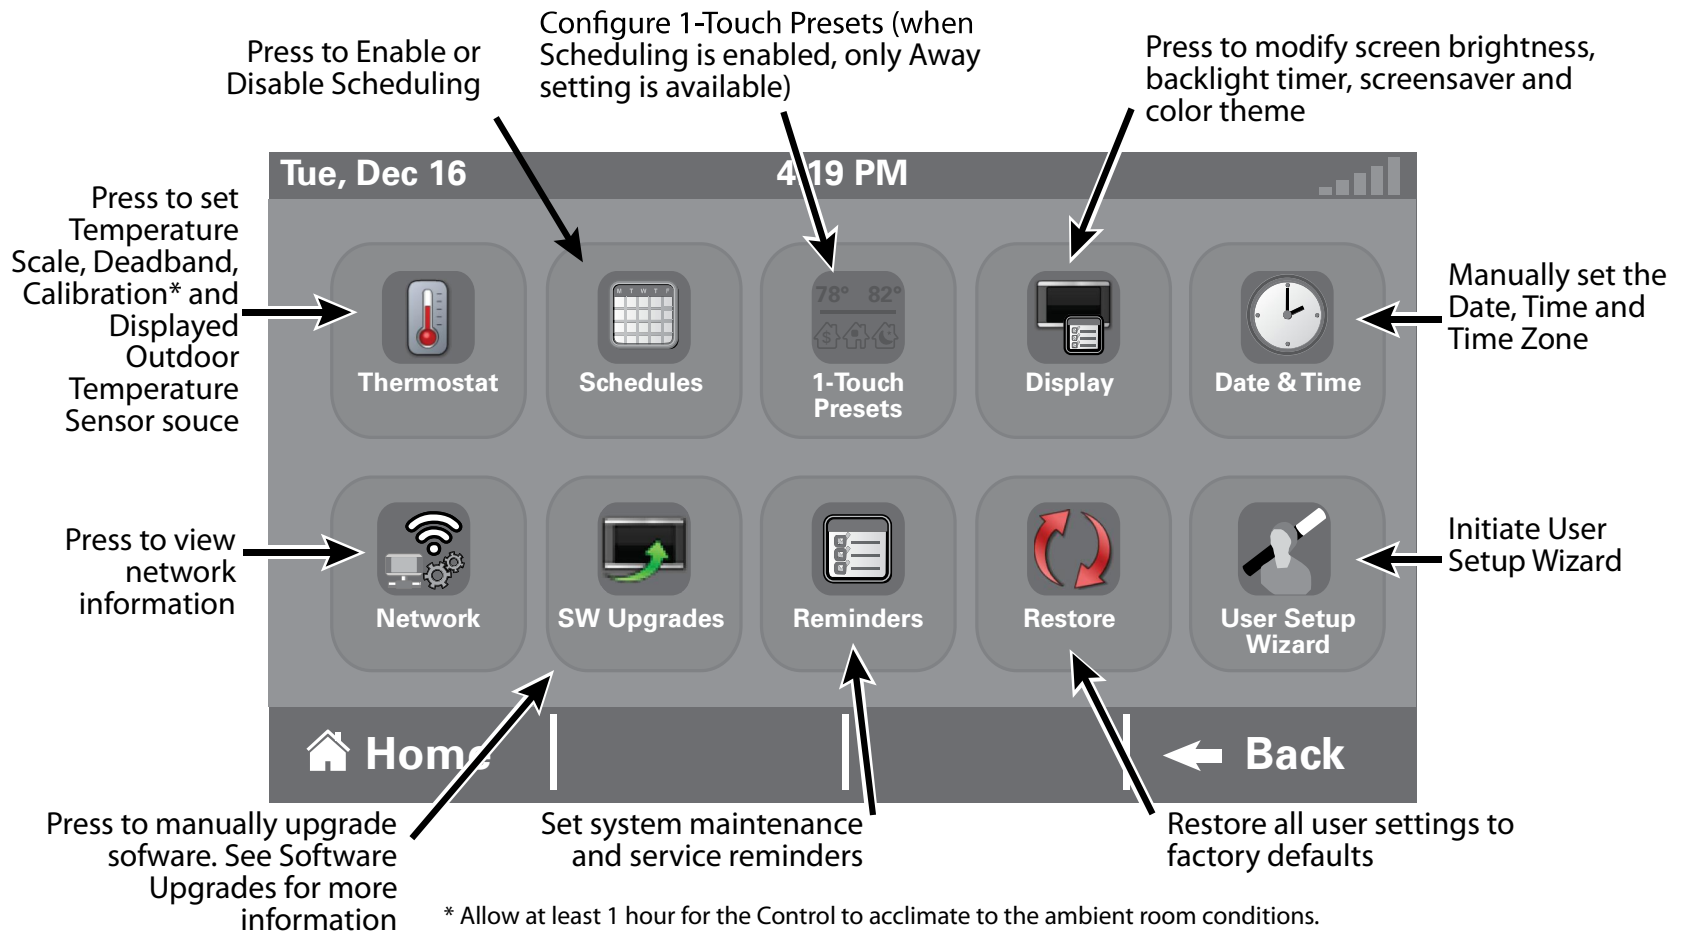 Press to Enable or
Disable Scheduling
Configure 1-Touch Presets (when
Scheduling is enabled, only Away
setting is available)
Press to modify screen brightness,
backlight timer, screensaver and
color theme
Press to set
Temperature
Scale, Deadband,
Calibration* and
Displayed
Outdoor
Temperature
Sensor souce
Tue, Dec 16
4:19 PM
M T W T F
78° 82°
$
Thermostat
Schedules
1-Touch
Presets
Display
Date & Time
Manually set the
Date, Time and
Time Zone
Press to view
network
information
Network
SW Upgrades
Reminders
Restore
User Setup
Wizard
Initiate User
Setup Wizard
Home
Back
Press to manually upgrade
sofware. See Software
Upgrades for more
information
Set system maintenance
and service reminders
Restore all user settings to
factory defaults
* Allow at least 1 hour for the Control to acclimate to the ambient room conditions.